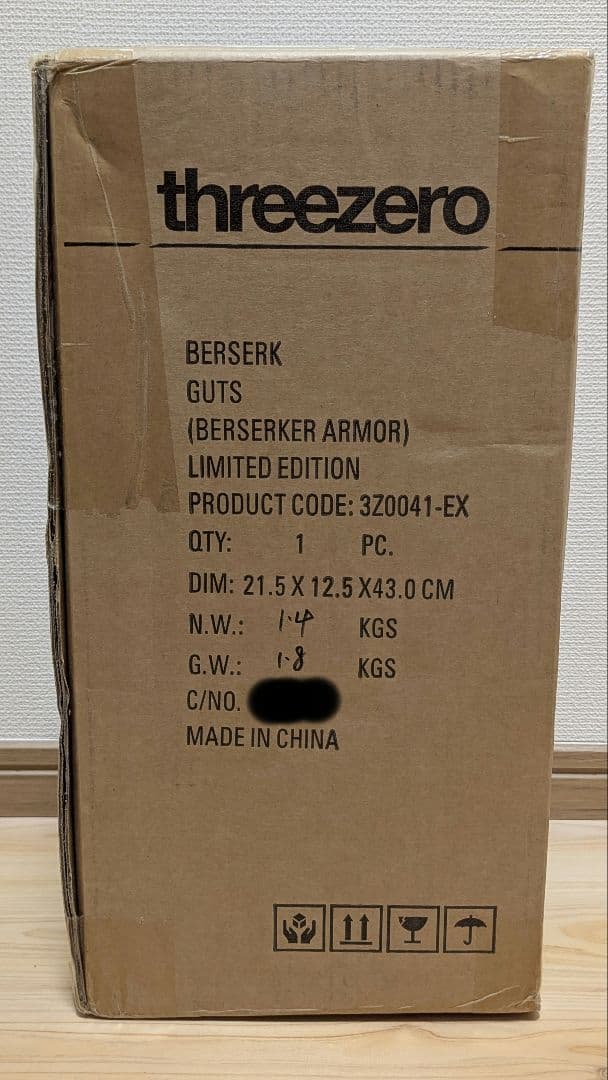 threezero
BERSERK
GUTS
(BERSERKER ARMOR)
LIMITED EDITION
PRODUCT CODE: 3Z0041-EX
QTY: 1 PC.
DIM: 21.5 X 12.5 X43.0 CM
N.W.: 1.4 KGS
G.W.: 1.8 KGS
C/NO.
MADE IN CHINA